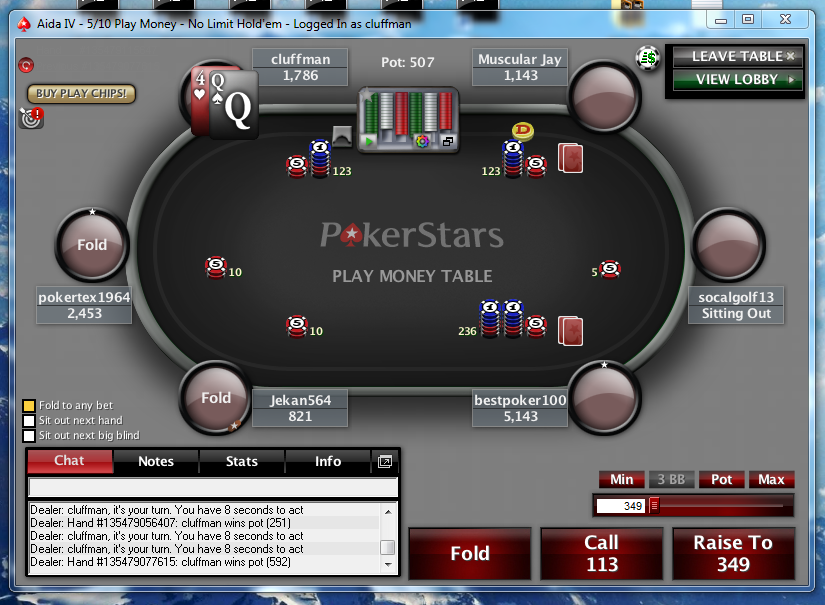 Aida IV - 5/10 Play Money - No Limit Hold'em - Logged In as cluffman
cluffman
1,786
Pot: 507
Muscular Jay
1,143
LEAVE TABLE
VIEW LOBBY
BUY PLAY CHIPS!
4 Q
Q
D
123
123
Fold
PokerStars
10
5
PLAY MONEY TABLE
pokertex1964
2,453
socalgolf13
Sitting Out
10
236
Fold
Jekan564
821
bestpoker100
5,143
Fold to any bet
Sit out next hand
Sit out next big blind
Chat Notes Stats Info
Min 3 BB Pot Max
349
Dealer: cluffman, it's your turn. You have 8 seconds to act
Dealer: Hand #135479056407: cluffman wins pot (251)
Dealer: cluffman, it's your turn. You have 8 seconds to act
Dealer: cluffman, it's your turn. You have 8 seconds to act
Dealer: Hand #135479077615: cluffman wins pot (592)
Fold
Call
113
Raise To
349